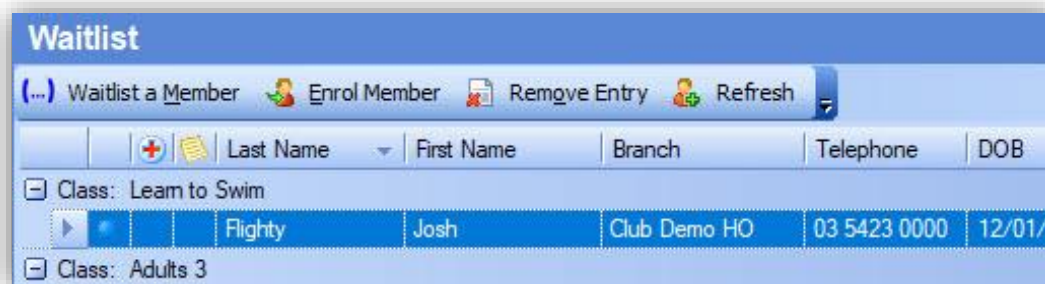 Waitlist
(...) Waitlist a Member Enrol Member Remove Entry Refresh
Last Name First Name Branch Telephone DOB
Class: Learn to Swim
Flighty Josh Club Demo HO 03 5423 0000 12/01/
Class: Adults 3